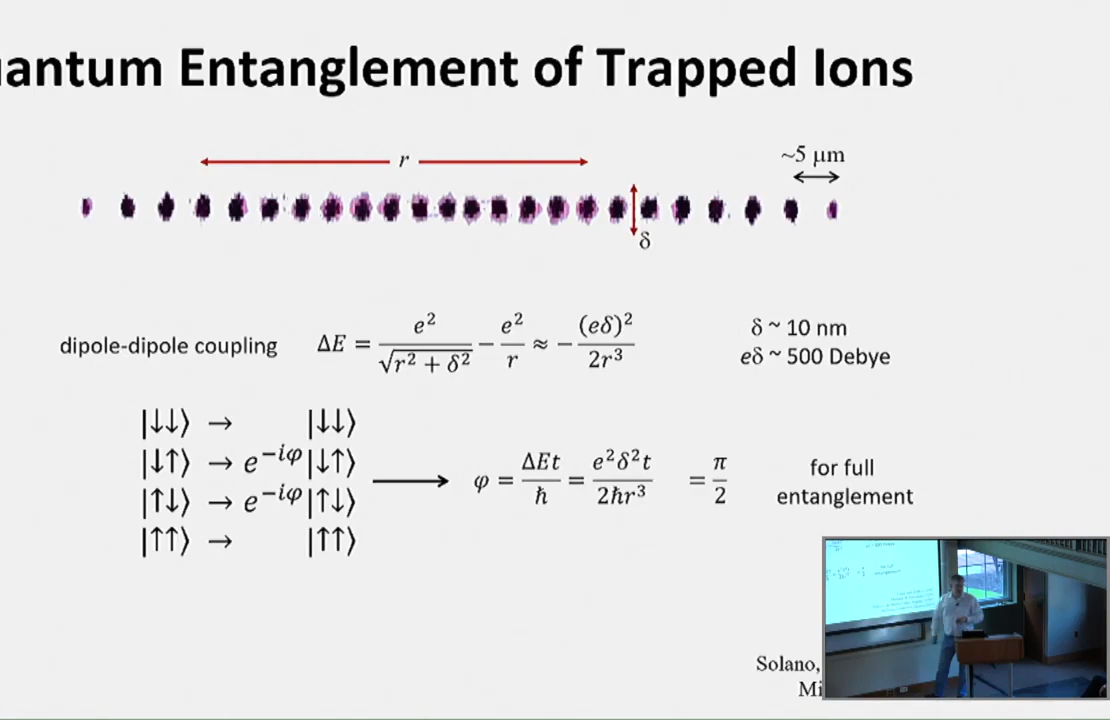 uantum Entanglement of Trapped Ions
r
~5 μm
δ
dipole-dipole coupling ΔE = e²/√(r² + δ²) − e²/r ≈ −(eδ)²/2r³
δ ~ 10 nm
eδ ~ 500 Debye
|↓↓⟩ → |↓↓⟩
|↓↑⟩ → e^−iφ|↓↑⟩
|↑↓⟩ → e^−iφ|↑↓⟩
|↑↑⟩ → |↑↑⟩
φ = ΔEt/ħ = e²δ²t/2ħr³ = π/2
for full
entanglement
Solano,
Mi